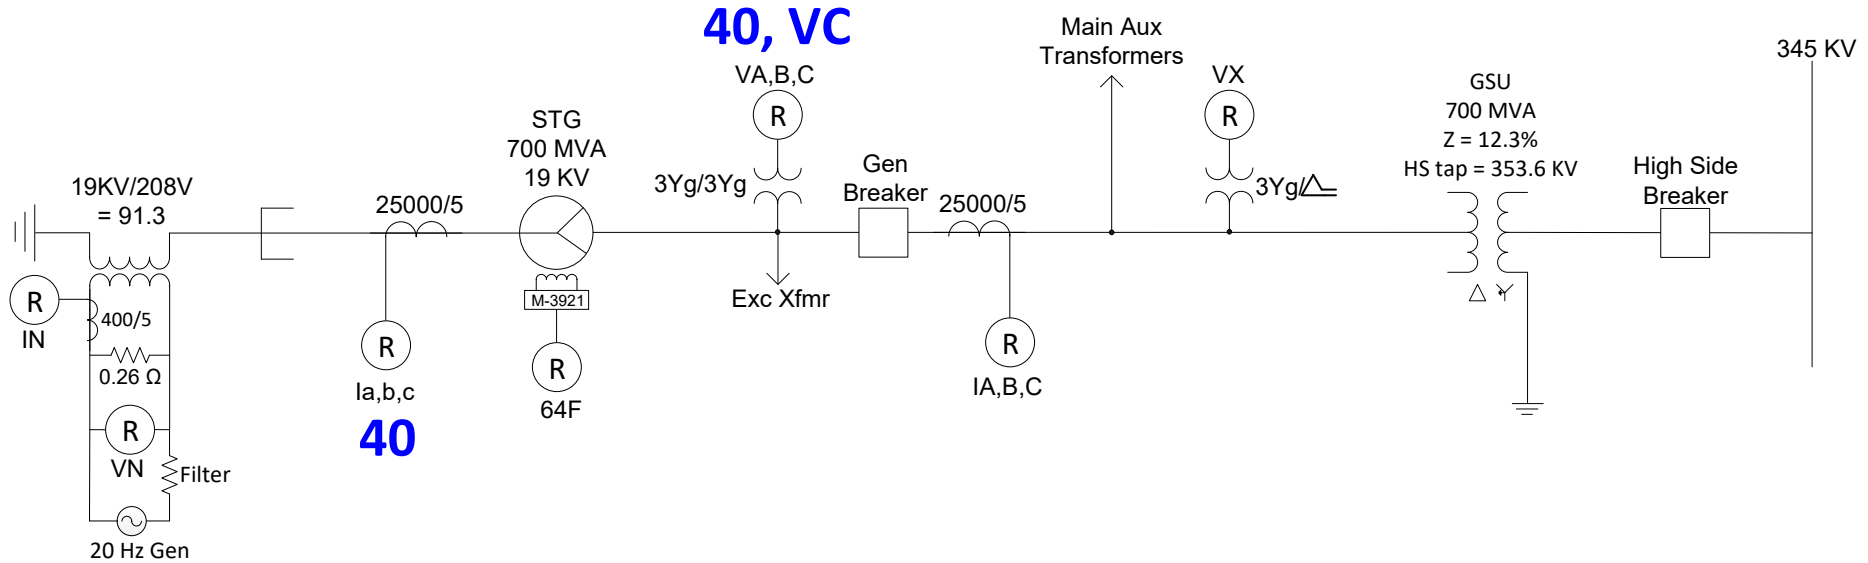 40, VC
VA,B,C
R
Main Aux
Transformers
VX
R
345 KV
GSU
700 MVA
Z = 12.3%
HS tap = 353.6 KV
STG
700 MVA
19 KV
3Yg/3Yg
Gen
Breaker
3Yg/
High Side
Breaker
19KV/208V
= 91.3
25000/5
25000/5
R
IN
400/5
0.26 Ω
R
VN
Filter
20 Hz Gen
R
Ia,b,c
40
M-3921
R
64F
Exc Xfmr
R
IA,B,C